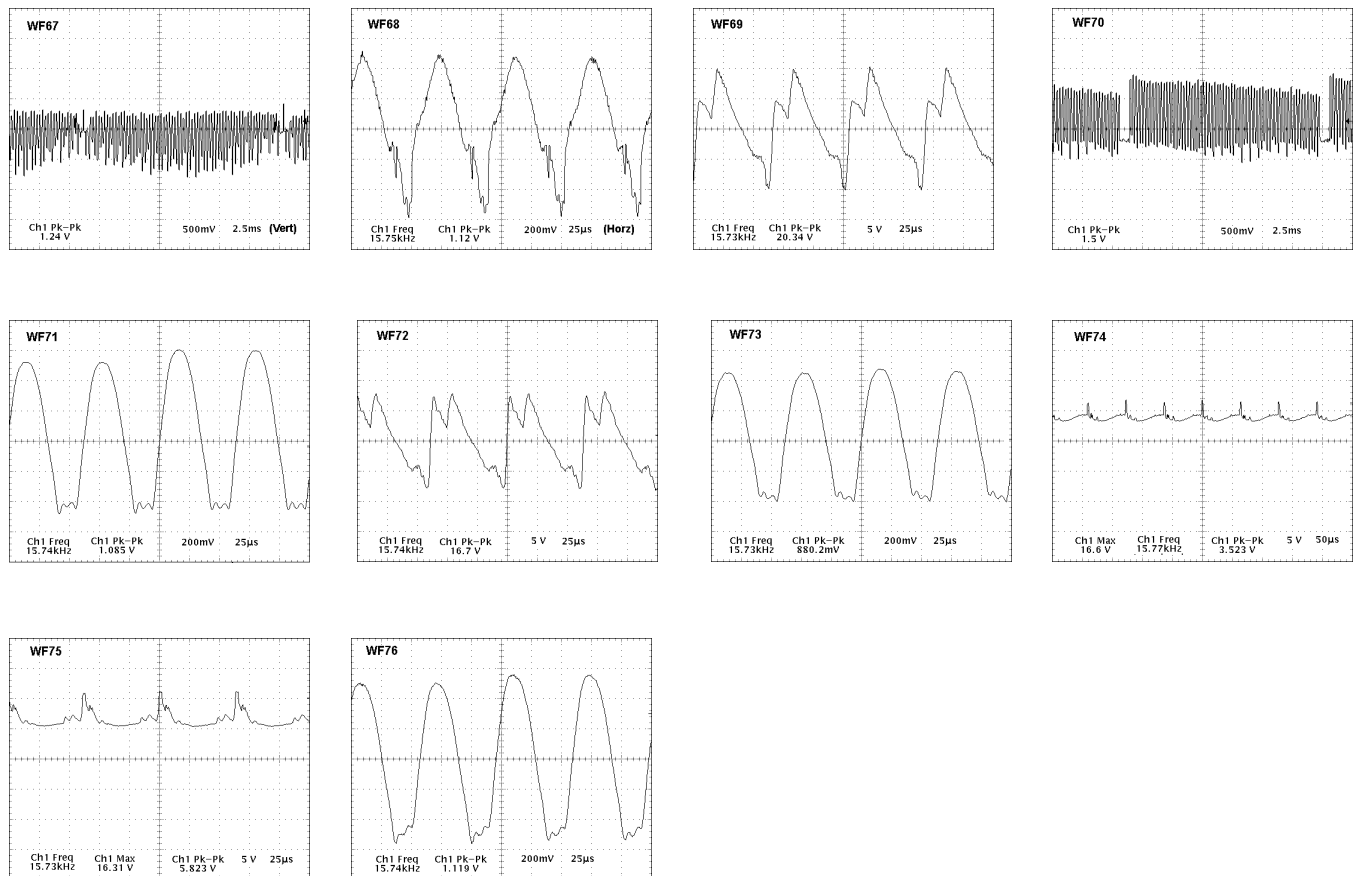 WF67
Ch1 Pk–Pk
1.24 V
500mV 2.5ms (Vert)
WF68
Ch1 Freq
15.75kHz
Ch1 Pk–Pk
1.12 V
200mV 25µs (Horz)
WF69
Ch1 Freq
15.73kHz
Ch1 Pk–Pk
20.34 V
5 V 25µs
WF70
Ch1 Pk–Pk
1.5 V
500mV 2.5ms
WF71
Ch1 Freq
15.74kHz
Ch1 Pk–Pk
1.085 V
200mV 25µs
WF72
Ch1 Freq
15.74kHz
Ch1 Pk–Pk
16.7 V
5 V 25µs
WF73
Ch1 Freq
15.73kHz
Ch1 Pk–Pk
880.2mV
200mV 25µs
WF74
Ch1 Max
16.6 V
Ch1 Freq
15.77kHz
Ch1 Pk–Pk
3.523 V
5 V 50µs
WF75
Ch1 Freq
15.73kHz
Ch1 Max
16.31 V
Ch1 Pk–Pk
5.823 V
5 V 25µs
WF76
Ch1 Freq
15.74kHz
Ch1 Pk–Pk
1.119 V
200mV 25µs